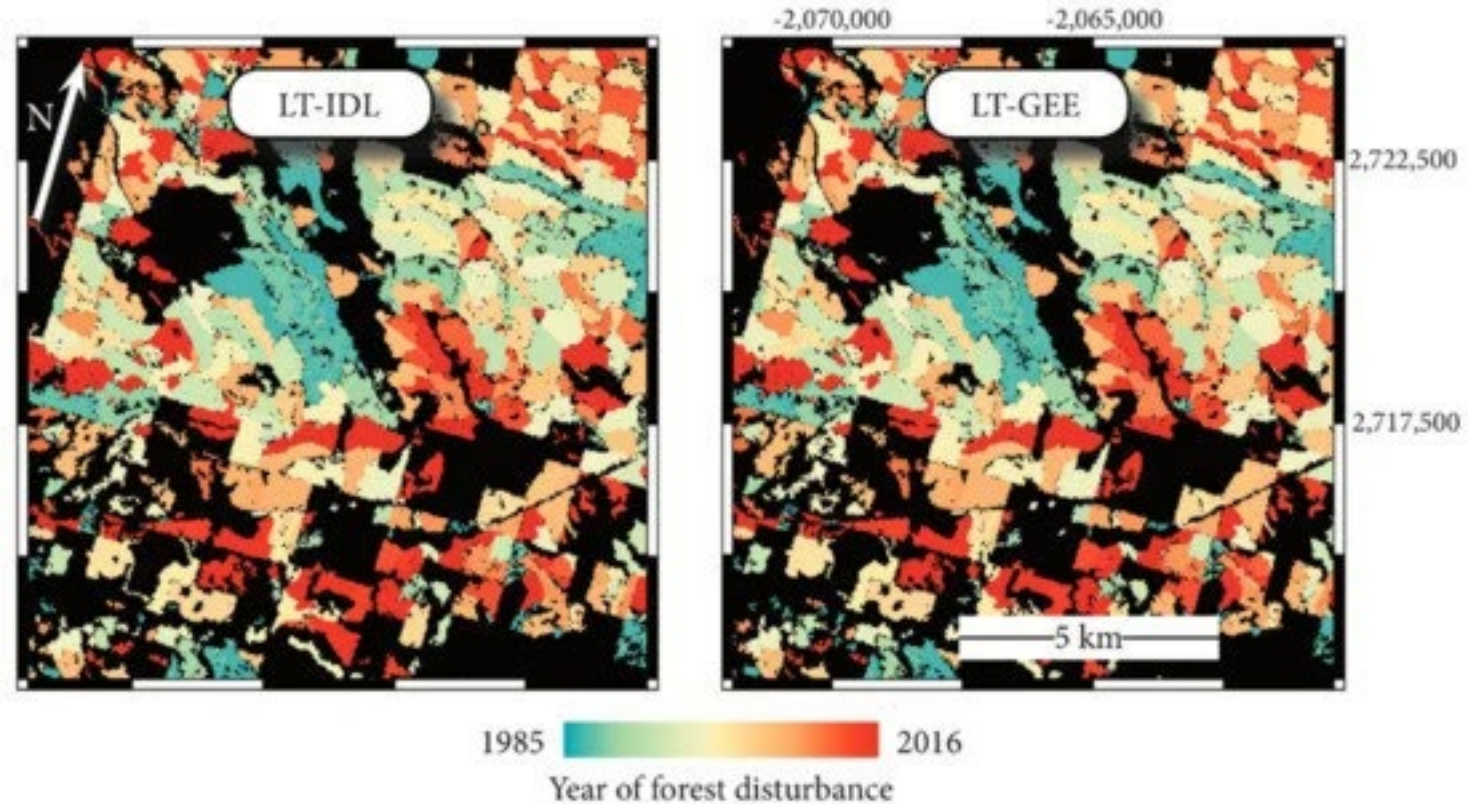 -2,070,000
-2,065,000
N
LT-IDL
LT-GEE
2,722,500
2,717,500
5 km
1985
2016
Year of forest disturbance